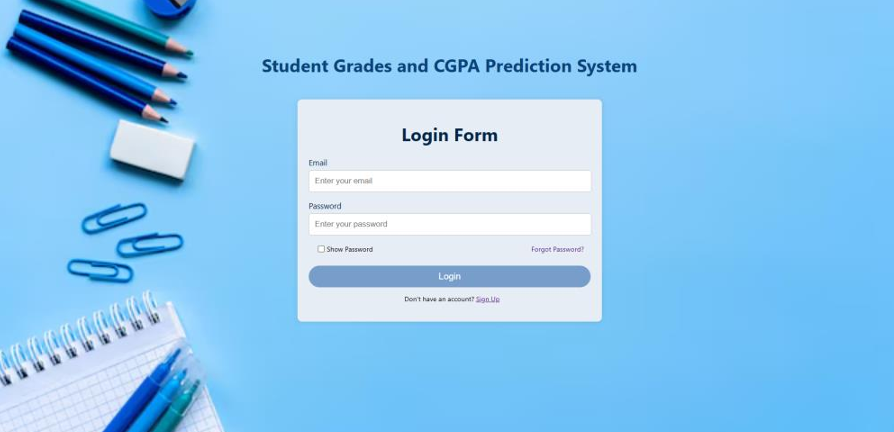 Student Grades and CGPA Prediction System
Login Form
Email
Enter your email
Password
Enter your password
Show Password Forgot Password?
Login
Don't have an account? Sign Up